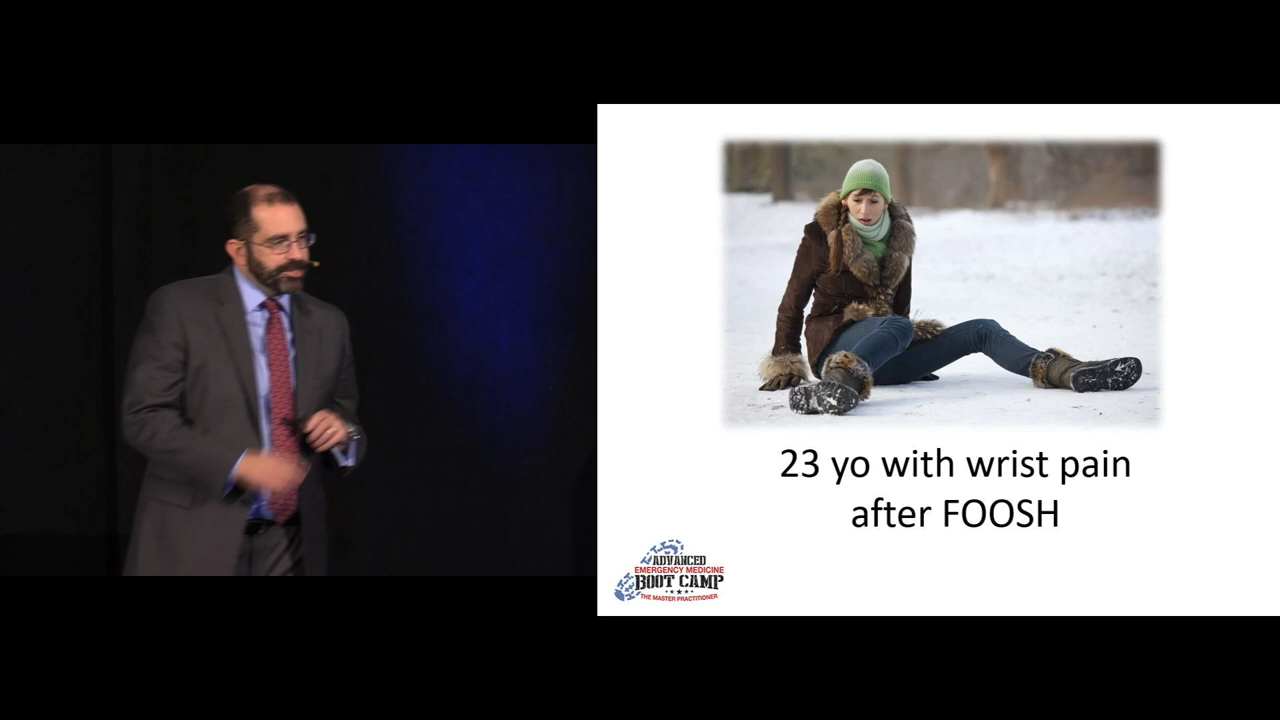 23 yo with wrist pain
after FOOSH
ADVANCED
EMERGENCY MEDICINE
BOOT CAMP
THE MASTER PRACTITIONER